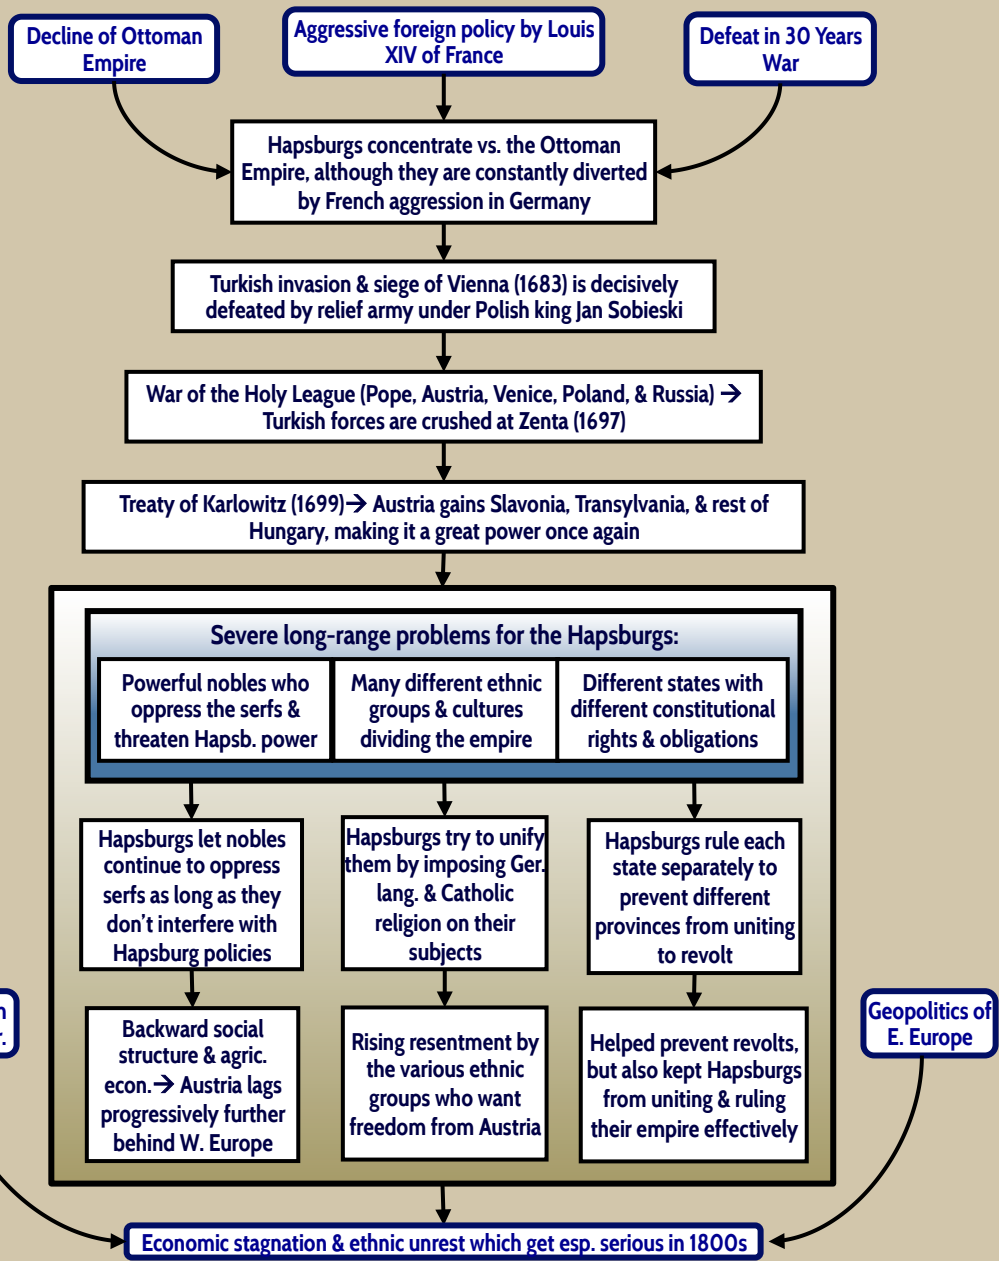 Decline of Ottoman
Empire
Aggressive foreign policy by Louis
XIV of France
Defeat in 30 Years
War
Hapsburgs concentrate vs. the Ottoman
Empire, although they are constantly diverted
by French aggression in Germany
Turkish invasion & siege of Vienna (1683) is decisively
defeated by relief army under Polish king Jan Sobieski
War of the Holy League (Pope, Austria, Venice, Poland, & Russia) →
Turkish forces are crushed at Zenta (1697)
Treaty of Karlowitz (1699)→ Austria gains Slavonia, Transylvania, & rest of
Hungary, making it a great power once again
Severe long-range problems for the Hapsburgs:
Powerful nobles who
oppress the serfs &
threaten Hapsb. power
Many different ethnic
groups & cultures
dividing the empire
Different states with
different constitutional
rights & obligations
Hapsburgs let nobles
continue to oppress
serfs as long as they
don't interfere with
Hapsburg policies
Hapsburgs try to unify
them by imposing Ger.
lang. & Catholic
religion on their
subjects
Hapsburgs rule each
state separately to
prevent different
provinces from uniting
to revolt
Backward social
structure & agric.
econ.→ Austria lags
progressively further
behind W. Europe
Rising resentment by
the various ethnic
groups who want
freedom from Austria
Helped prevent revolts,
but also kept Hapsburgs
from uniting & ruling
their empire effectively
Geopolitics of
E. Europe
Economic stagnation & ethnic unrest which get esp. serious in 1800s